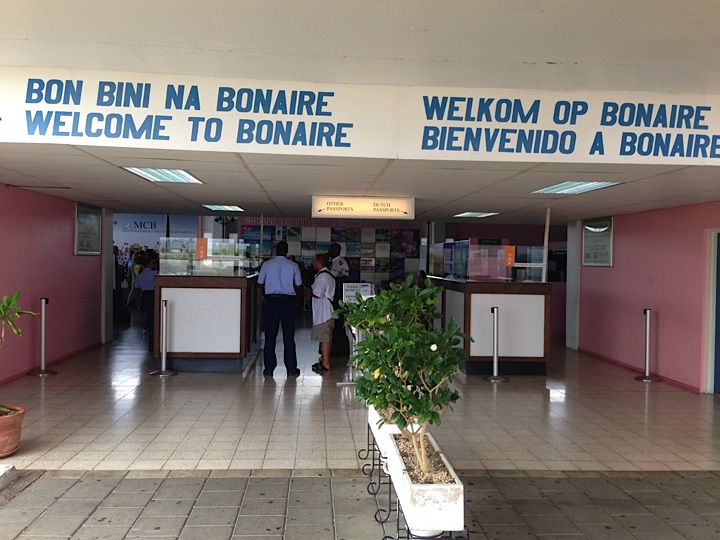 BON BINI NA BONAIRE
WELCOME TO BONAIRE
WELKOM OP BONAIRE
BIENVENIDO A BONAIRE
OTHER
PASSPORTS
DUTCH
PASSPORTS
MCB